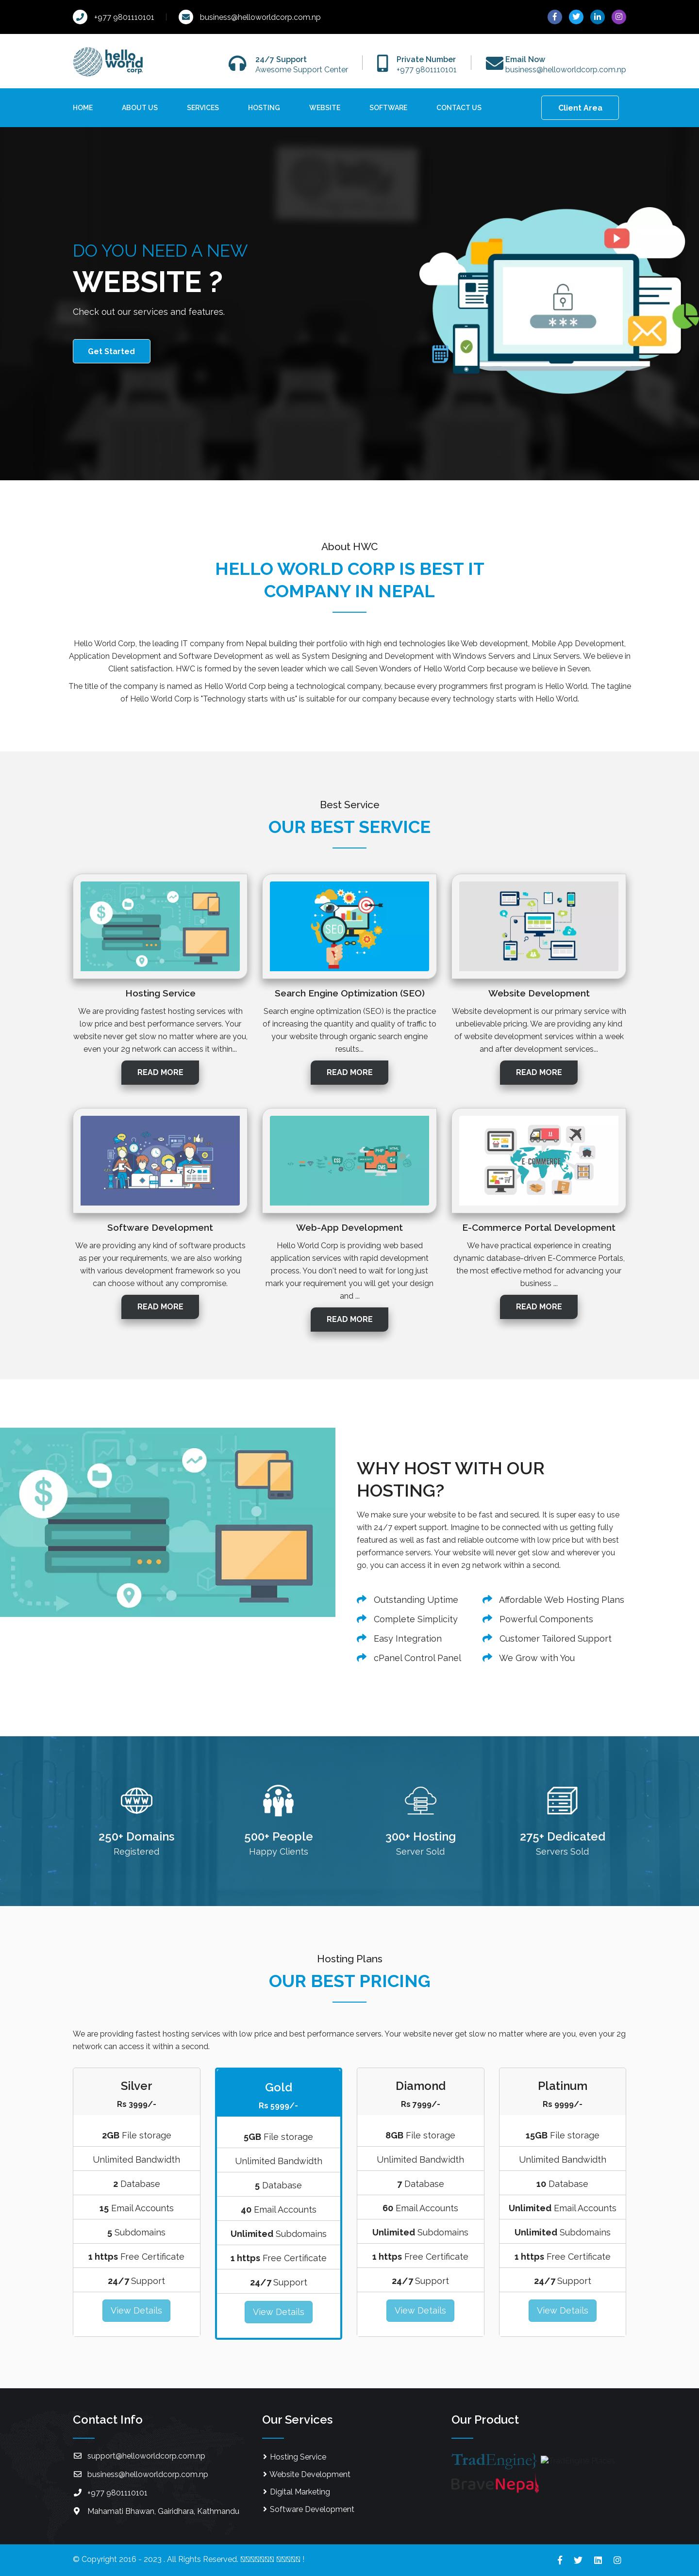 +977 9801110101
business@helloworldcorp.com.np
hello
world
corp.
24/7 Support
Awesome Support Center
Private Number
+977 9801110101
Email Now
business@helloworldcorp.com.np
HOME
ABOUT US
SERVICES
HOSTING
WEBSITE
SOFTWARE
CONTACT US
Client Area
DO YOU NEED A NEW
WEBSITE ?
Check out our services and features.
Get Started
About HWC
HELLO WORLD CORP IS BEST IT
COMPANY IN NEPAL
Hello World Corp, the leading IT company from Nepal building their portfolio with high end technologies like Web development, Mobile App Development,
Application Development and Software Development as well as System Designing and Development with Windows Servers and Linux Servers. We believe in
Client satisfaction. HWC is formed by the seven leader which we call Seven Wonders of Hello World Corp because we believe in Seven.
The title of the company is named as Hello World Corp being a technological company, because every programmers first program is Hello World. The tagline
of Hello World Corp is "Technology starts with us" is suitable for our company because every technology starts with Hello World.
Best Service
OUR BEST SERVICE
Hosting Service
We are providing fastest hosting services with
low price and best performance servers. Your
website never get slow no matter where are you,
even your 2g network can access it within...
READ MORE
SEO
Search Engine Optimization (SEO)
Search engine optimization (SEO) is the practice
of increasing the quantity and quality of traffic to
your website through organic search engine
results...
READ MORE
Website Development
Website development is our primary service with
unbelievable pricing. We are providing any kind
of website development services within a week
and after development services...
READ MORE
Software Development
We are providing any kind of software products
as per your requirements, we are also working
with various development framework so you
can choose without any compromise.
READ MORE
Web-App Development
Hello World Corp is providing web based
application services with rapid development
process. You don't need to wait for long just
mark your requirement you will get your design
and ...
READ MORE
E COMMERCE
E-Commerce Portal Development
We have practical experience in creating
dynamic database-driven E-Commerce Portals,
the most effective method for advancing your
business ...
READ MORE
WHY HOST WITH OUR
HOSTING?
We make sure your website to be fast and secured. It is super easy to use
with 24/7 expert support. Imagine to be connected with us getting fully
featured as well as fast and reliable outcome with low price but with best
performance servers. Your website will never get slow and wherever you
go, you can access it in even 2g network within a second.
Outstanding Uptime
Complete Simplicity
Easy Integration
cPanel Control Panel
Affordable Web Hosting Plans
Powerful Components
Customer Tailored Support
We Grow with You
WWW
250+ Domains
Registered
500+ People
Happy Clients
300+ Hosting
Server Sold
275+ Dedicated
Servers Sold
Hosting Plans
OUR BEST PRICING
We are providing fastest hosting services with low price and best performance servers. Your website never get slow no matter where are you, even your 2g
network can access it within a second.
Silver
Rs 3999/-
2GB File storage
Unlimited Bandwidth
2 Database
15 Email Accounts
5 Subdomains
1 https Free Certificate
24/7 Support
View Details
Gold
Rs 5999/-
5GB File storage
Unlimited Bandwidth
5 Database
40 Email Accounts
Unlimited Subdomains
1 https Free Certificate
24/7 Support
View Details
Diamond
Rs 7999/-
8GB File storage
Unlimited Bandwidth
7 Database
60 Email Accounts
Unlimited Subdomains
1 https Free Certificate
24/7 Support
View Details
Platinum
Rs 9999/-
15GB File storage
Unlimited Bandwidth
10 Database
Unlimited Email Accounts
Unlimited Subdomains
1 https Free Certificate
24/7 Support
View Details
Contact Info
support@helloworldcorp.com.np
business@helloworldcorp.com.np
+977 9801110101
Mahamati Bhawan, Gairidhara, Kathmandu
Our Services
Hosting Service
Website Development
Digital Marketing
Software Development
Our Product
TradEngine
BraveNepal
© Copyright 2016 - 2023 , All Rights Reserved. !